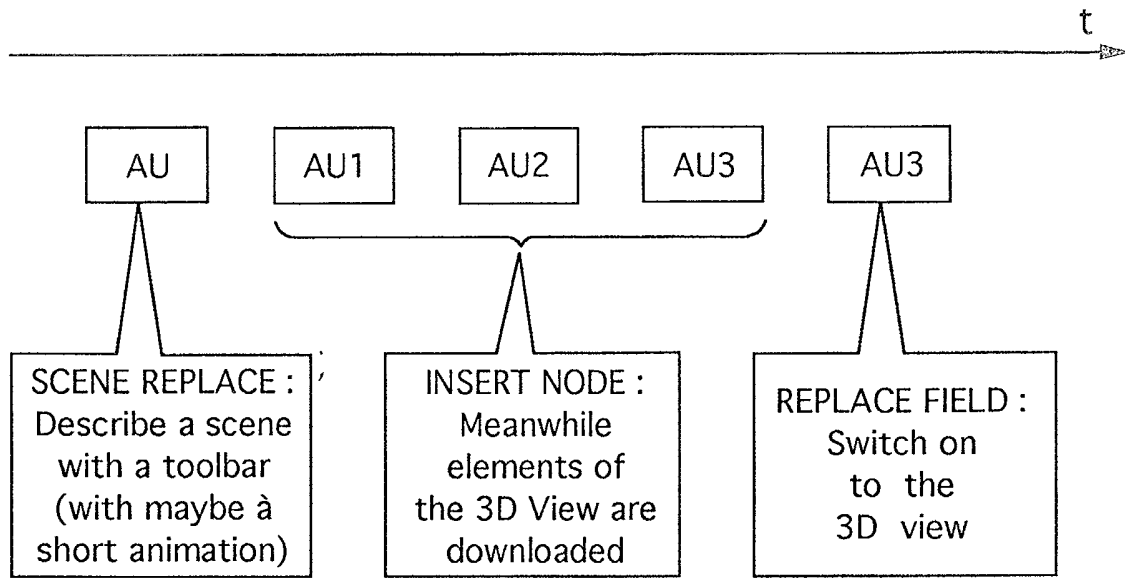 t
AU
AU1
AU2
AU3
AU3
SCENE REPLACE :
Describe a scene
with a toolbar
(with maybe à
short animation)
INSERT NODE :
Meanwhile
elements of
the 3D View are
downloaded
REPLACE FIELD :
Switch on
to the
3D view